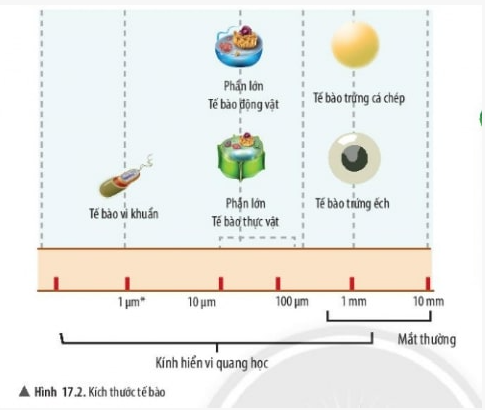 Phần lớn
Tế bào động vật
Tế bào trứng cá chép
Tế bào vi khuẩn
Phần lớn
Tế bào thực vật
Tế bào trứng ếch
1 µm*
10 µm
100 µm
1 mm
10 mm
Mắt thường
Kính hiển vi quang học
▲ Hình 17.2. Kích thước tế bào